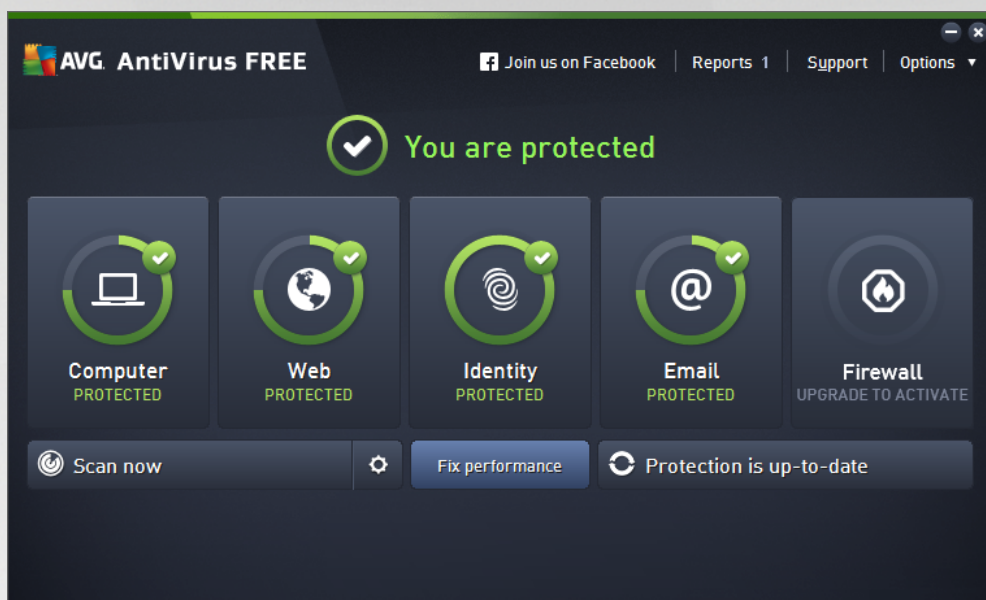 AVG. AntiVirus FREE
Join us on Facebook
Reports 1
Support
Options
You are protected
Computer
PROTECTED
Web
PROTECTED
Identity
PROTECTED
@
Email
PROTECTED
Firewall
UPGRADE TO ACTIVATE
Scan now
Fix performance
Protection is up-to-date